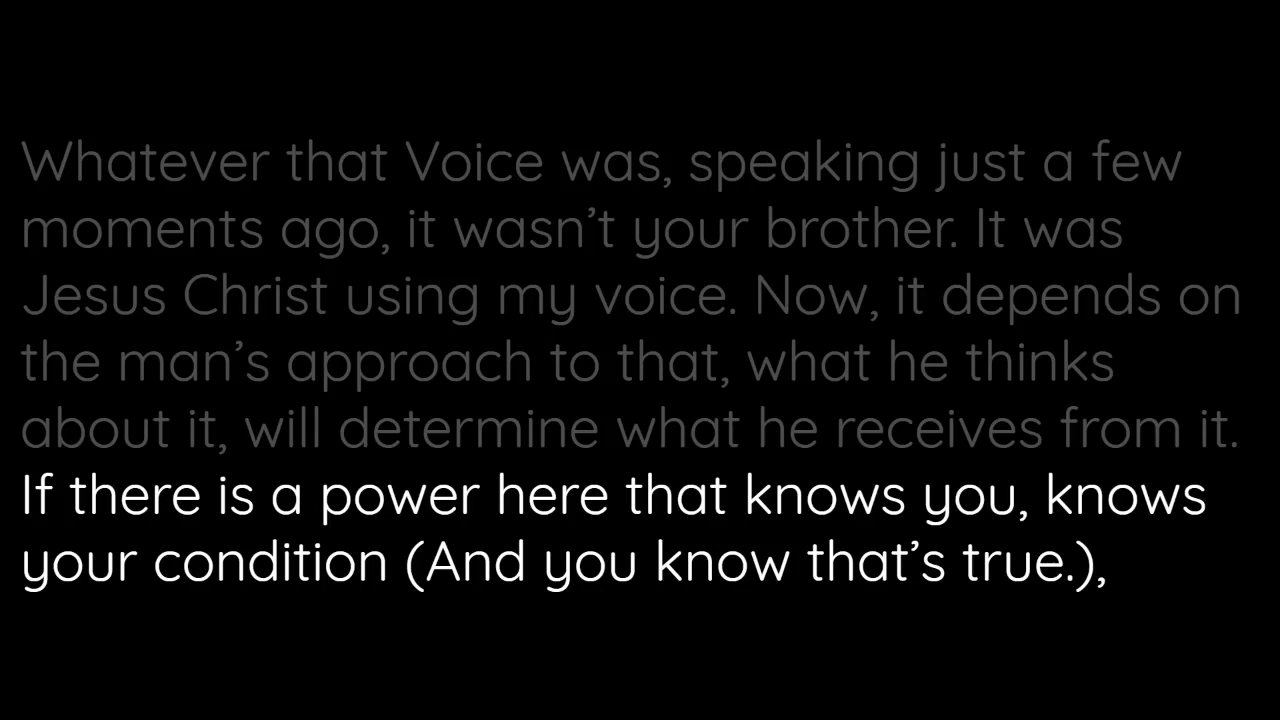 Whatever that Voice was, speaking just a few
moments ago, it wasn’t your brother. It was
Jesus Christ using my voice. Now, it depends on
the man’s approach to that, what he thinks
about it, will determine what he receives from it.
If there is a power here that knows you, knows
your condition (And you know that’s true.),